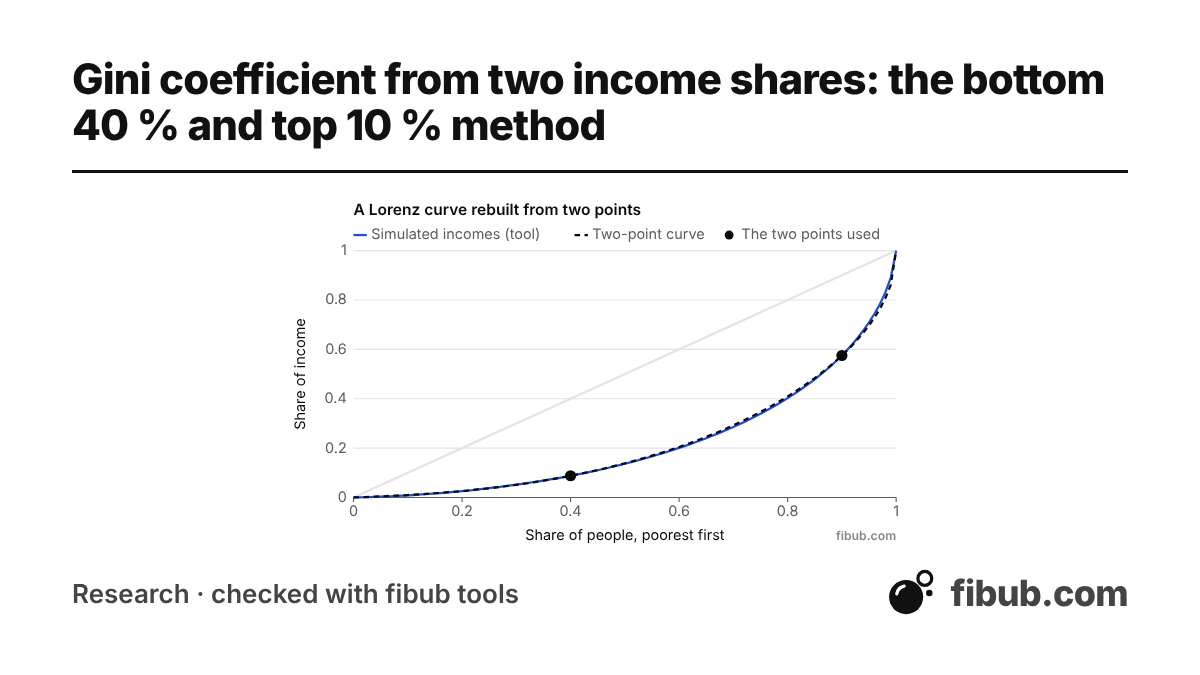 Gini coefficient from two income shares: the bottom
40 % and top 10 % method
A Lorenz curve rebuilt from two points
Simulated incomes (tool) Two-point curve The two points used
1
0.8
0.6
0.4
0.2
0
Share of income
0 0.2 0.4 0.6 0.8 1
Share of people, poorest first
fibub.com
Research · checked with fibub tools
fibub.com